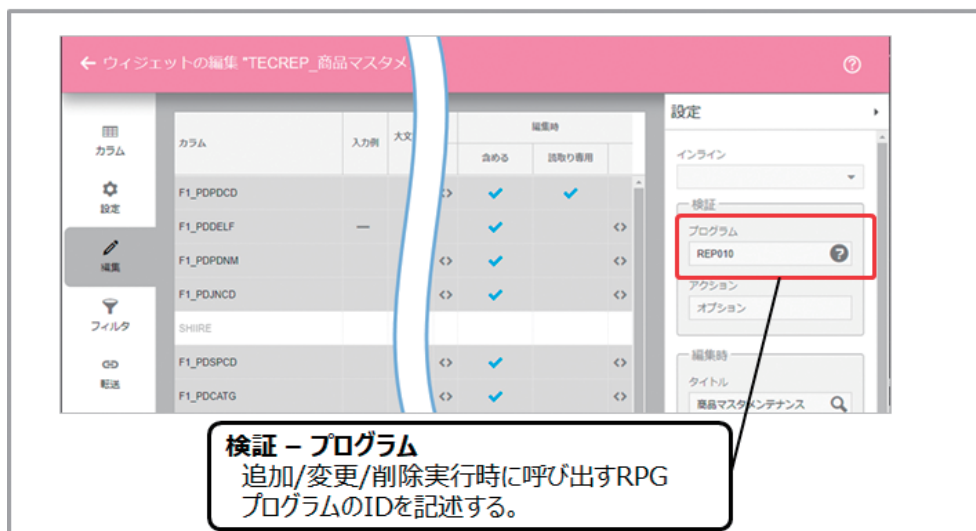 ← ウィジェットの編集 "TECREP_商品マスタメ
カラム
設定
編集
フィルタ
転送
カラム
入力例
大文
編集時
含める
読取り専用
F1_PDPDCD
F1_PDDELF
F1_PDPDNM
F1_PDJNCD
SHIIRE
F1_PDSPCD
F1_PDCATG
設定
インライン
検証
プログラム
REP010
アクション
オプション
編集時
タイトル
商品マスタメンテナンス
検証 – プログラム
追加/変更/削除実行時に呼び出すRPG
プログラムのIDを記述する。